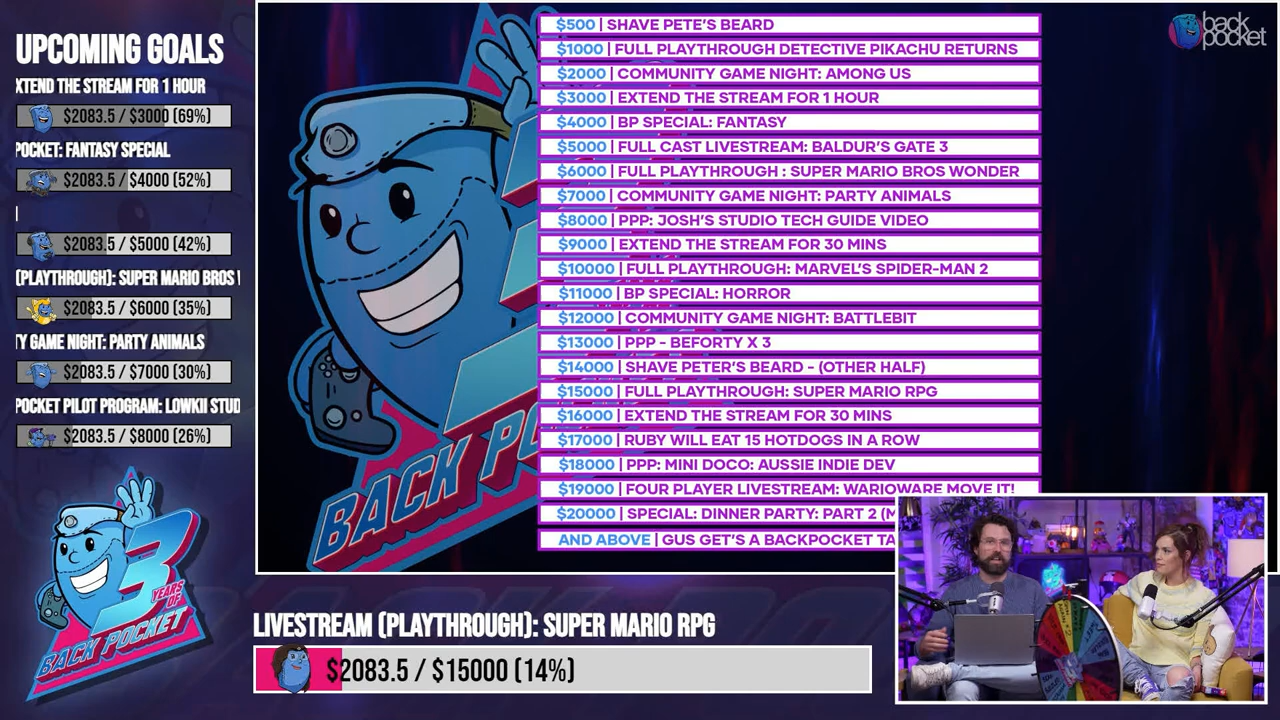 UPCOMING GOALS
XTEND THE STREAM FOR 1 HOUR
$2083.5 / $3000 (69%)
POCKET: FANTASY SPECIAL
$2083.5 / $4000 (52%)
$2083.5 / $5000 (42%)
(PLAYTHROUGH): SUPER MARIO BROS
$2083.5 / $6000 (35%)
TY GAME NIGHT: PARTY ANIMALS
$2083.5 / $7000 (30%)
POCKET PILOT PROGRAM: LOWKII STUD
$2083.5 / $8000 (26%)
3
YEARS
OF
BACK POCKET
BACK PO
$500 | SHAVE PETE'S BEARD
$1000 | FULL PLAYTHROUGH DETECTIVE PIKACHU RETURNS
$2000 | COMMUNITY GAME NIGHT: AMONG US
$3000 | EXTEND THE STREAM FOR 1 HOUR
$4000 | BP SPECIAL: FANTASY
$5000 | FULL CAST LIVESTREAM: BALDUR'S GATE 3
$6000 | FULL PLAYTHROUGH : SUPER MARIO BROS WONDER
$7000 | COMMUNITY GAME NIGHT: PARTY ANIMALS
$8000 | PPP: JOSH'S STUDIO TECH GUIDE VIDEO
$9000 | EXTEND THE STREAM FOR 30 MINS
$10000 | FULL PLAYTHROUGH: MARVEL'S SPIDER-MAN 2
$11000 | BP SPECIAL: HORROR
$12000 | COMMUNITY GAME NIGHT: BATTLEBIT
$13000 | PPP - BEFORTY X 3
$14000 | SHAVE PETER'S BEARD - (OTHER HALF)
$15000 | FULL PLAYTHROUGH: SUPER MARIO RPG
$16000 | EXTEND THE STREAM FOR 30 MINS
$17000 | RUBY WILL EAT 15 HOTDOGS IN A ROW
$18000 | PPP: MINI DOCO: AUSSIE INDIE DEV
$19000 | FOUR PLAYER LIVESTREAM: WARIOWARE MOVE IT!
$20000 | SPECIAL: DINNER PARTY: PART 2 (M
AND ABOVE | GUS GET'S A BACKPOCKET TA
back
pocket
LIVESTREAM (PLAYTHROUGH): SUPER MARIO RPG
$2083.5 / $15000 (14%)